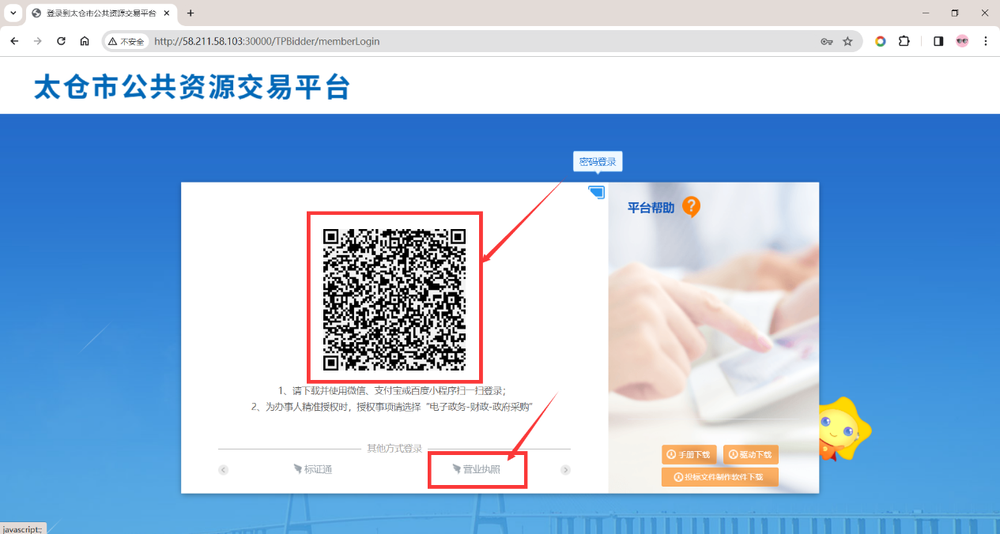 登录到太仓市公共资源交易平台
不安全 http://58.211.58.103:30000/TPBidder/memberLogin
太仓市公共资源交易平台
密码登录
平台帮助
1、请下载并使用微信、支付宝或百度小程序扫一扫登录；
2、为办事人精准授权时，授权事项请选择“电子政务-财政-政府采购”
其他方式登录
标证通 营业执照
手册下载 驱动下载
投标文件制作软件下载
javascript:;